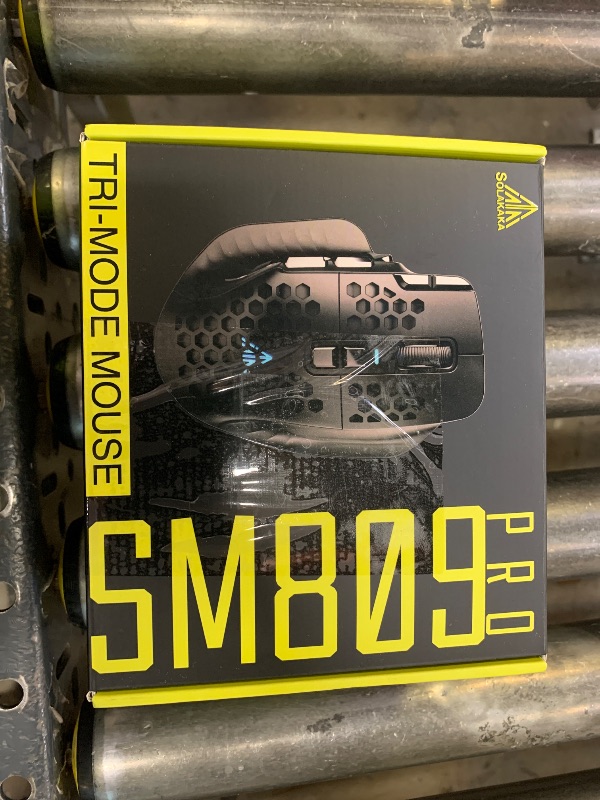 SOLAKAKA
TRI-MODE MOUSE
SM809
PRO